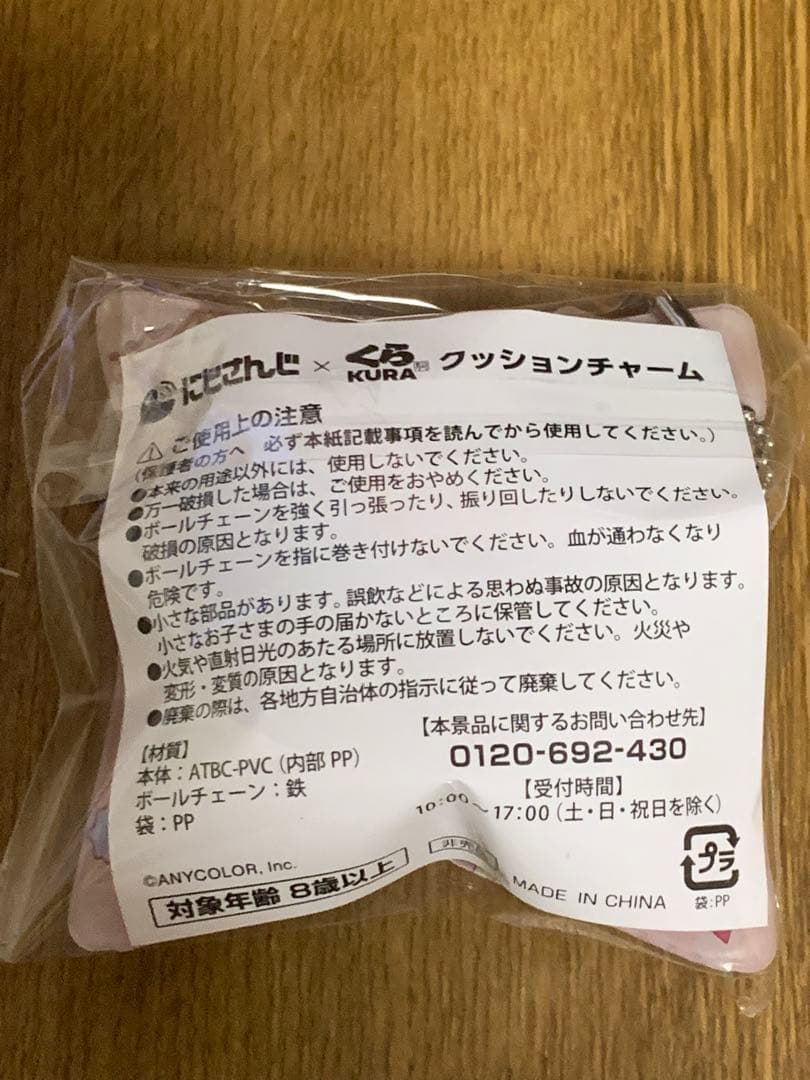 にじさんじ × くら KURA クッションチャーム
⚠ ご使用上の注意
(保護者の方へ 必ず本紙記載事項を読んでから使用してください。)
●本来の用途以外には、使用しないでください。
●万一破損した場合は、ご使用をおやめください。
●ボールチェーンを強く引っ張ったり、振り回したりしないでください。
破損の原因となります。
●ボールチェーンを指に巻き付けないでください。血が通わなくなり
危険です。
●小さな部品があります。誤飲などによる思わぬ事故の原因となります。
小さなお子さまの手の届かないところに保管してください。
●火気や直射日光のあたる場所に放置しないでください。火災や
変形・変質の原因となります。
●廃棄の際は、各地方自治体の指示に従って廃棄してください。
【材質】
本体：ATBC-PVC（内部 PP）
ボールチェーン：鉄
袋：PP
【本景品に関するお問い合わせ先】
0120-692-430
【受付時間】
10:00～17:00（土・日・祝日を除く）
©ANYCOLOR, Inc.
対象年齢 8歳以上
MADE IN CHINA
プラ
袋:PP